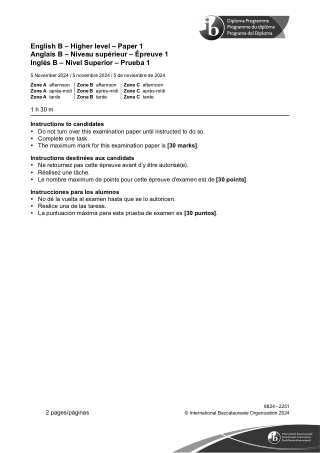 Diploma Programme
Programme du diplôme
Programa del Diploma
English B – Higher level – Paper 1
Anglais B – Niveau supérieur – Épreuve 1
Inglés B – Nivel Superior – Prueba 1
5 November 2024 / 5 novembre 2024 / 5 de noviembre de 2024
Zone A afternoon Zone B afternoon Zone C afternoon
Zone A après-midi Zone B après-midi Zone C après-midi
Zona A tarde Zona B tarde Zona C tarde
1 h 30 m
Instructions to candidates
• Do not turn over this examination paper until instructed to do so.
• Complete one task.
• The maximum mark for this examination paper is [30 marks].
Instructions destinées aux candidats
• Ne retournez pas cette épreuve avant d'y être autorisé(e).
• Réalisez une tâche.
• Le nombre maximum de points pour cette épreuve d'examen est de [30 points].
Instrucciones para los alumnos
• No dé la vuelta al examen hasta que se lo autoricen.
• Realice una de las tareas.
• La puntuación máxima para esta prueba de examen es [30 puntos].
8824–2251
2 pages/páginas
© International Baccalaureate Organization 2024